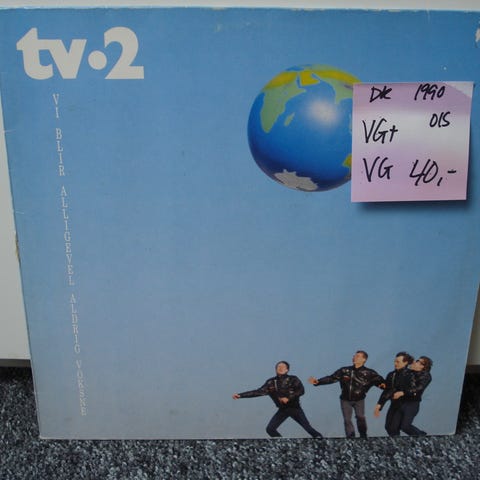 tv·2
VI BLIR ALLIGEVEL ALDRIG VOKSNE
DK 1990
VG+ OIS
VG 40,-